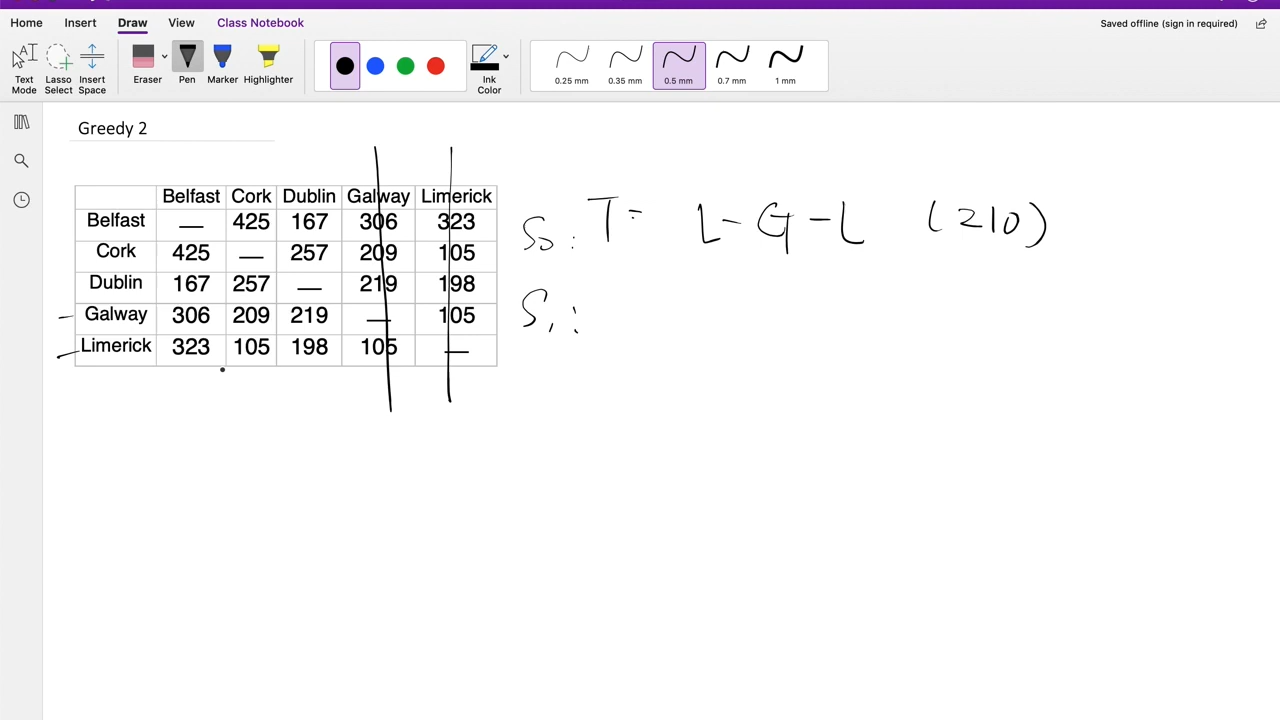 Home Insert Draw View Class Notebook Saved offline (sign in required)
Text Mode Lasso Select Insert Space Eraser Pen Marker Highlighter Ink Color 0.25 mm 0.35 mm 0.5 mm 0.7 mm 1 mm
Greedy 2
Belfast Cork Dublin Galway Limerick
Belfast — 425 167 306 323
Cork 425 — 257 209 105
Dublin 167 257 — 219 198
Galway 306 209 219 — 105
Limerick 323 105 198 105 —
S0: T= L-G-L (210)
S1: